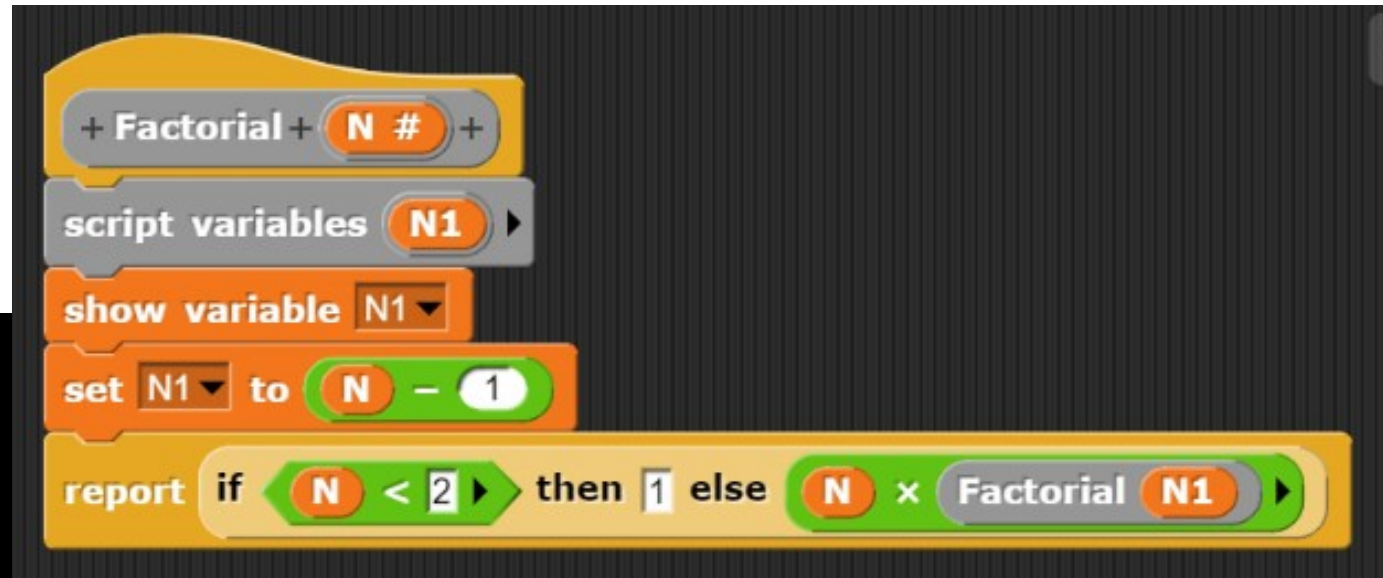 + Factorial + N # +
script variables N1
show variable N1
set N1 to N − 1
report if N < 2 then 1 else N × Factorial N1